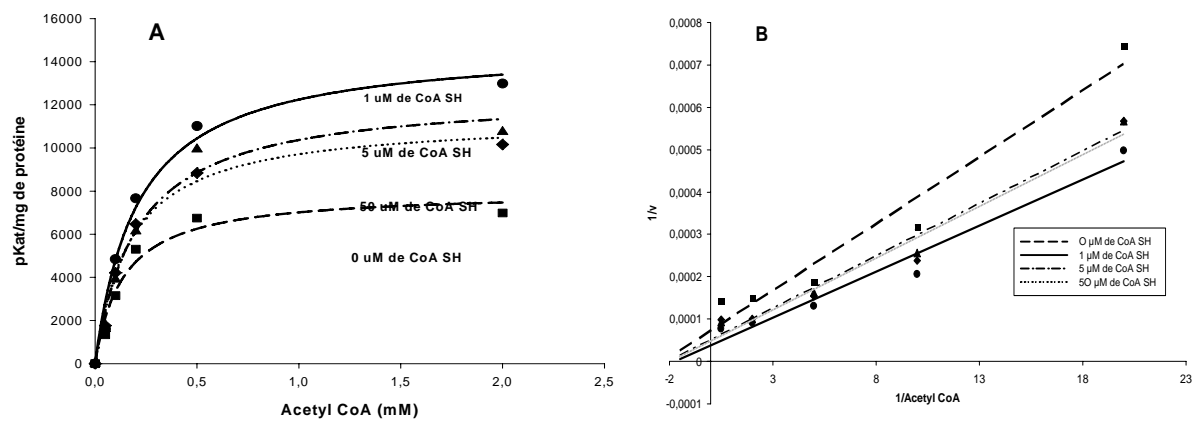 A
16000
14000
12000
10000
8000
6000
4000
2000
0
pKat/mg de protéine
1 uM de CoA SH
5 uM de CoA SH
50 uM de CoA SH
0 uM de CoA SH
0,0
0,5
1,0
1,5
2,0
2,5
Acetyl CoA (mM)
B
0,0008
0,0007
0,0006
0,0005
0,0004
0,0003
0,0002
0,0001
0
-0,0001
1/v
O µM de CoA SH
1 µM de CoA SH
5 µM de CoA SH
5O µM de CoA SH
-2
3
8
13
18
23
1/Acetyl CoA